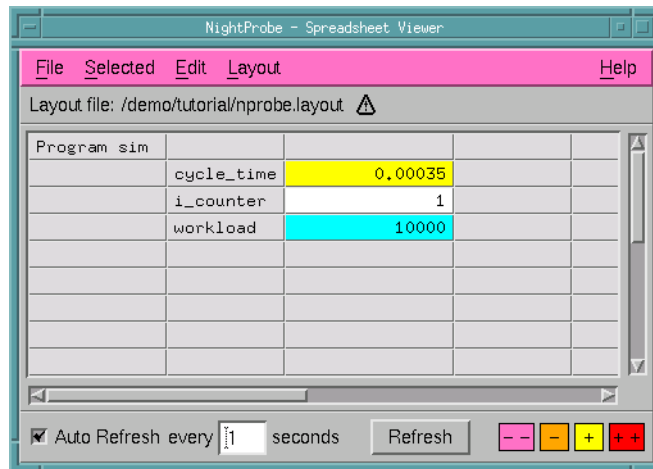 NightProbe - Spreadsheet Viewer
File Selected Edit Layout Help
Layout file: /demo/tutorial/nprobe.layout
Program sim
cycle_time 0.00035
i_counter 1
workload 10000
Auto Refresh every 1 seconds Refresh -- - + ++